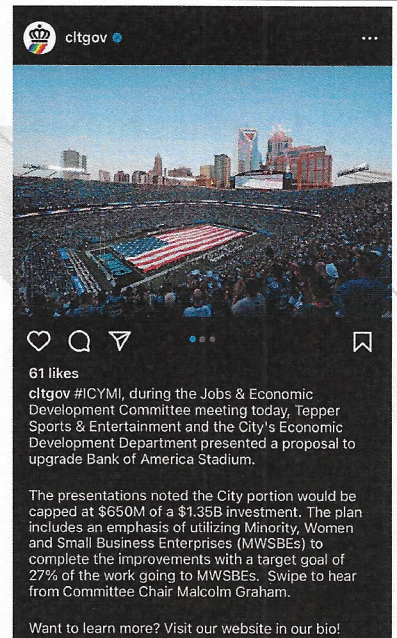 cltgov
61 likes
cltgov #ICYMI, during the Jobs & Economic
Development Committee meeting today, Tepper
Sports & Entertainment and the City's Economic
Development Department presented a proposal to
upgrade Bank of America Stadium.
The presentations noted the City portion would be
capped at $650M of a $1.35B investment. The plan
includes an emphasis of utilizing Minority, Women
and Small Business Enterprises (MWSBEs) to
complete the improvements with a target goal of
27% of the work going to MWSBEs. Swipe to hear
from Committee Chair Malcolm Graham.
Want to learn more? Visit our website in our bio!